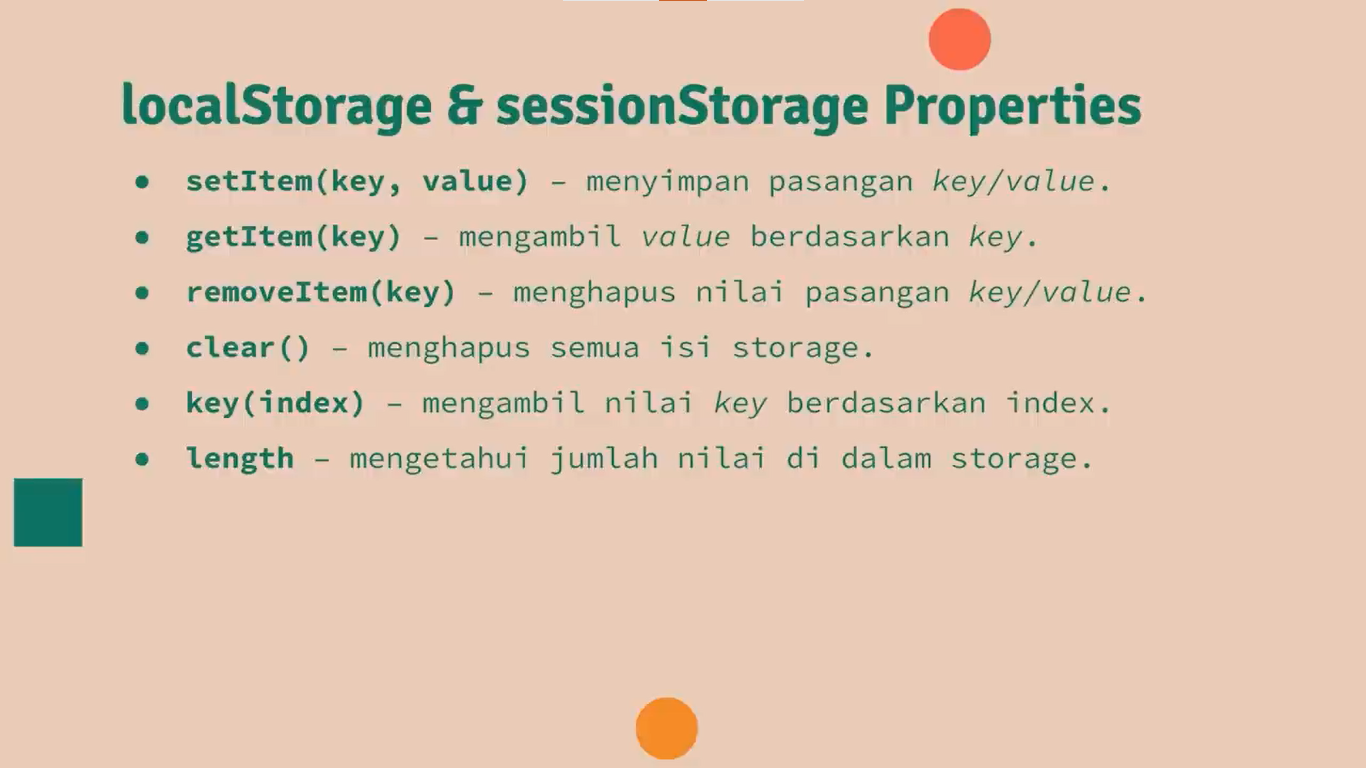 localStorage & sessionStorage Properties
● setItem(key, value) – menyimpan pasangan key/value.
● getItem(key) – mengambil value berdasarkan key.
● removeItem(key) – menghapus nilai pasangan key/value.
● clear() – menghapus semua isi storage.
● key(index) – mengambil nilai key berdasarkan index.
● length – mengetahui jumlah nilai di dalam storage.